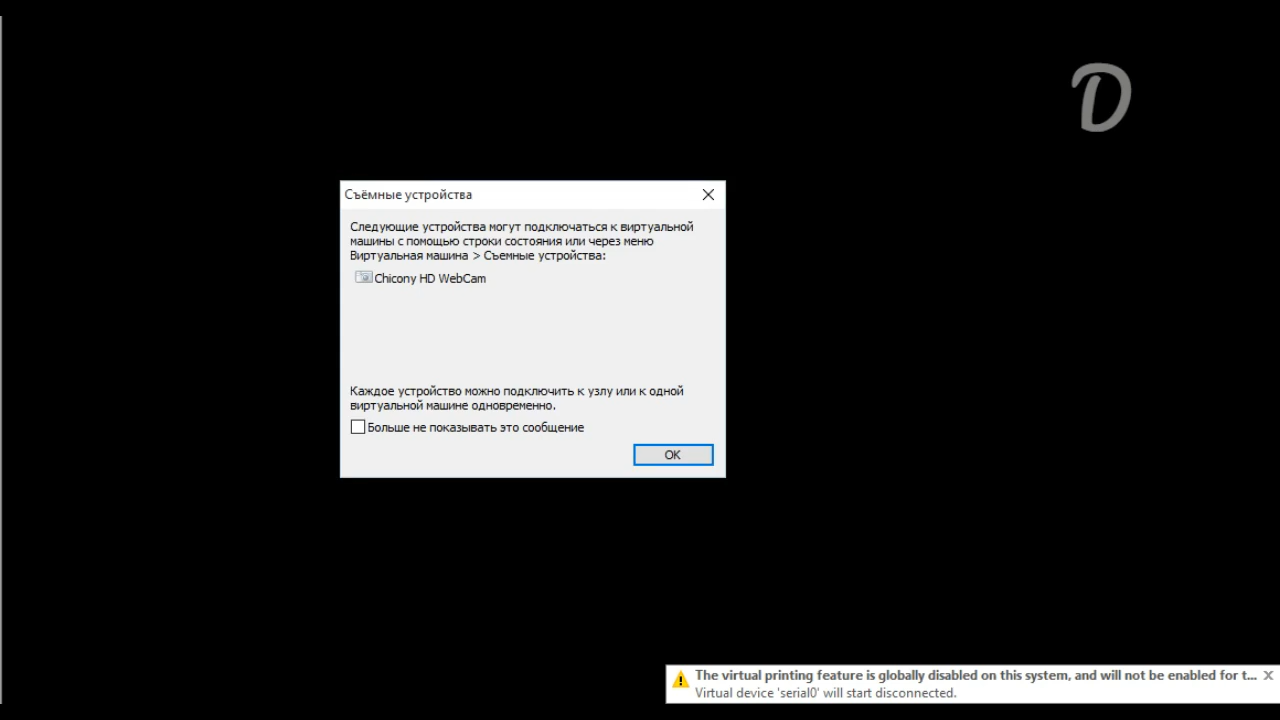 D
Съёмные устройства
Следующие устройства могут подключаться к виртуальной
машины с помощью строки состояния или через меню
Виртуальная машина > Съемные устройства:
Chicony HD WebCam
Каждое устройство можно подключить к узлу или к одной
виртуальной машине одновременно.
Больше не показывать это сообщение
OK
The virtual printing feature is globally disabled on this system, and will not be enabled for t...
Virtual device 'serial0' will start disconnected.